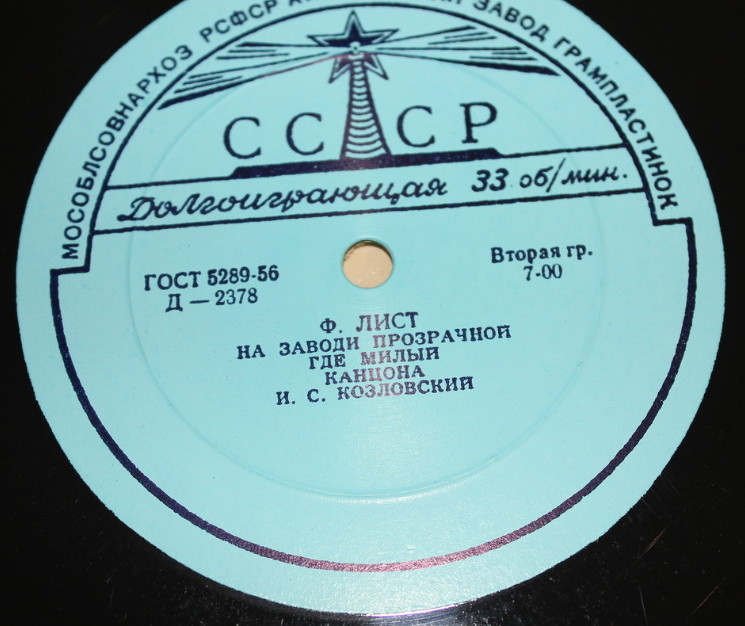 МОСОБЛСОВНАРХОЗ РСФСР ЗАВОД ГРАМПЛАСТИНОК
СССР
Долгоиграющая 33 об/мин.
ГОСТ 5289-56
Д — 2378
Вторая гр.
7-00
Ф. ЛИСТ
НА ЗАВОДИ ПРОЗРАЧНОЙ
ГДЕ МИЛЫЙ
КАНЦОНА
И. С. КОЗЛОВСКИЙ